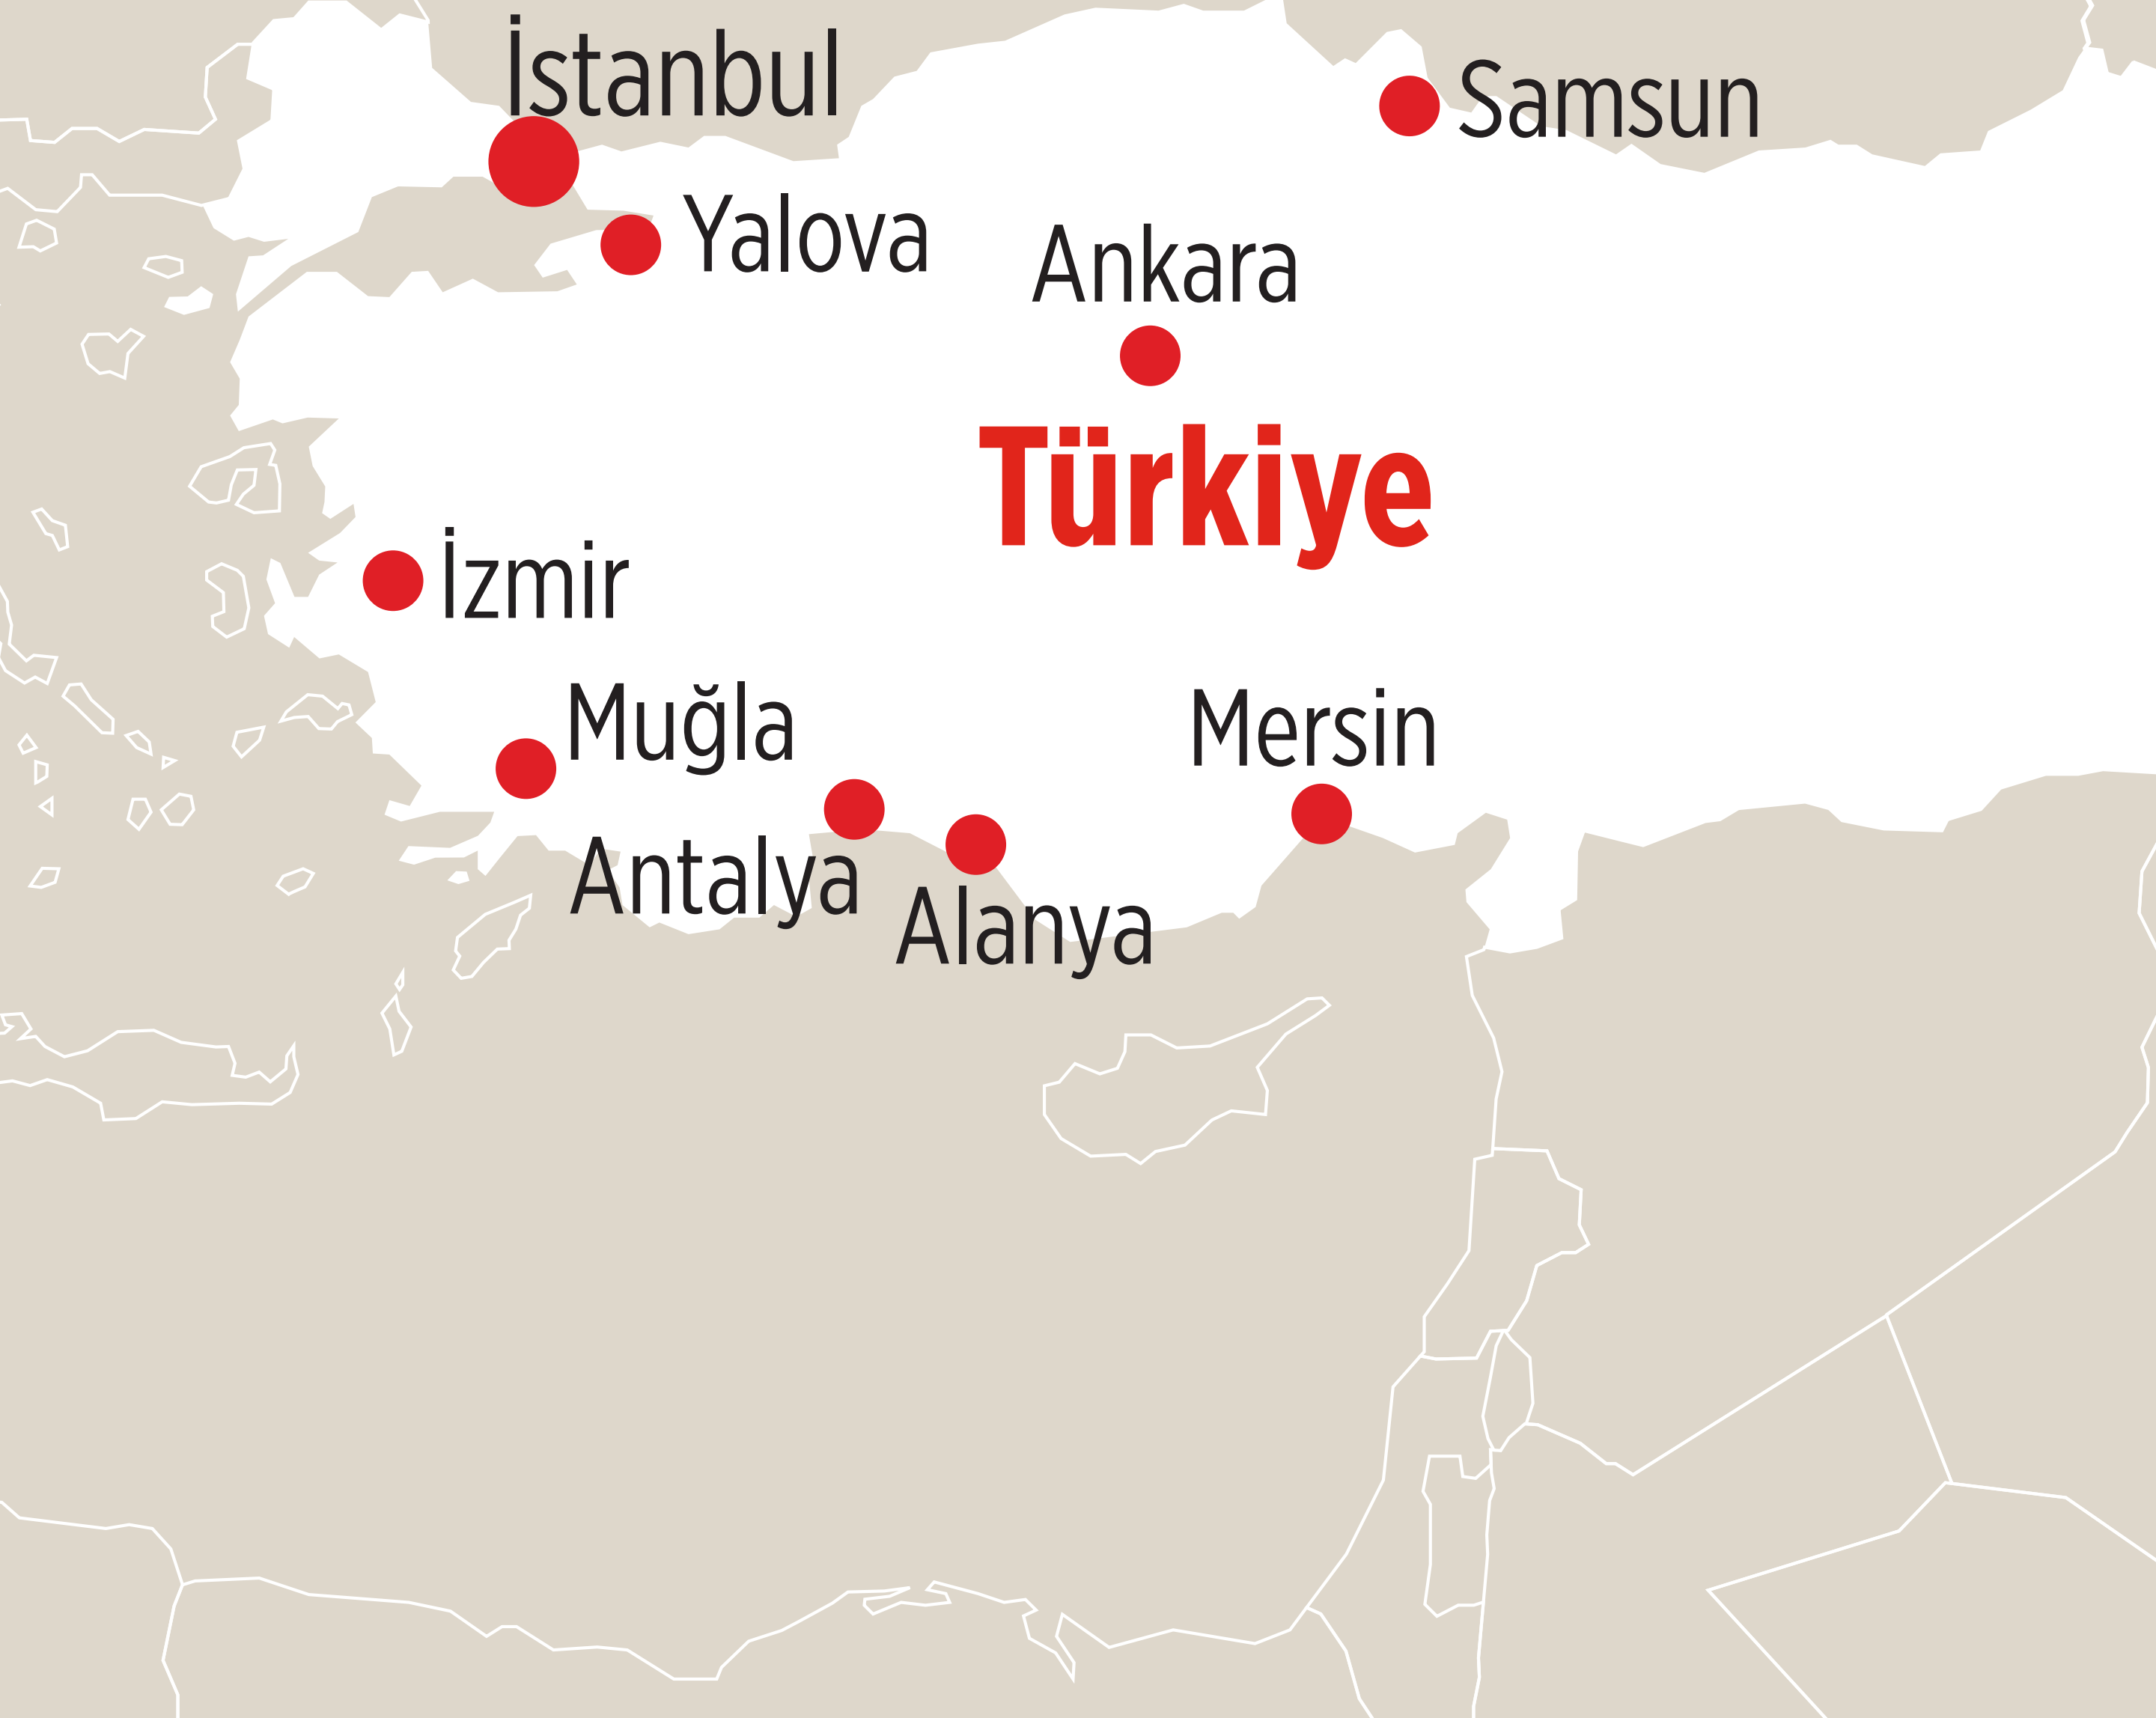 İstanbul
Samsun
Yalova
Ankara
Türkiye
İzmir
Muğla
Mersin
Antalya
Alanya